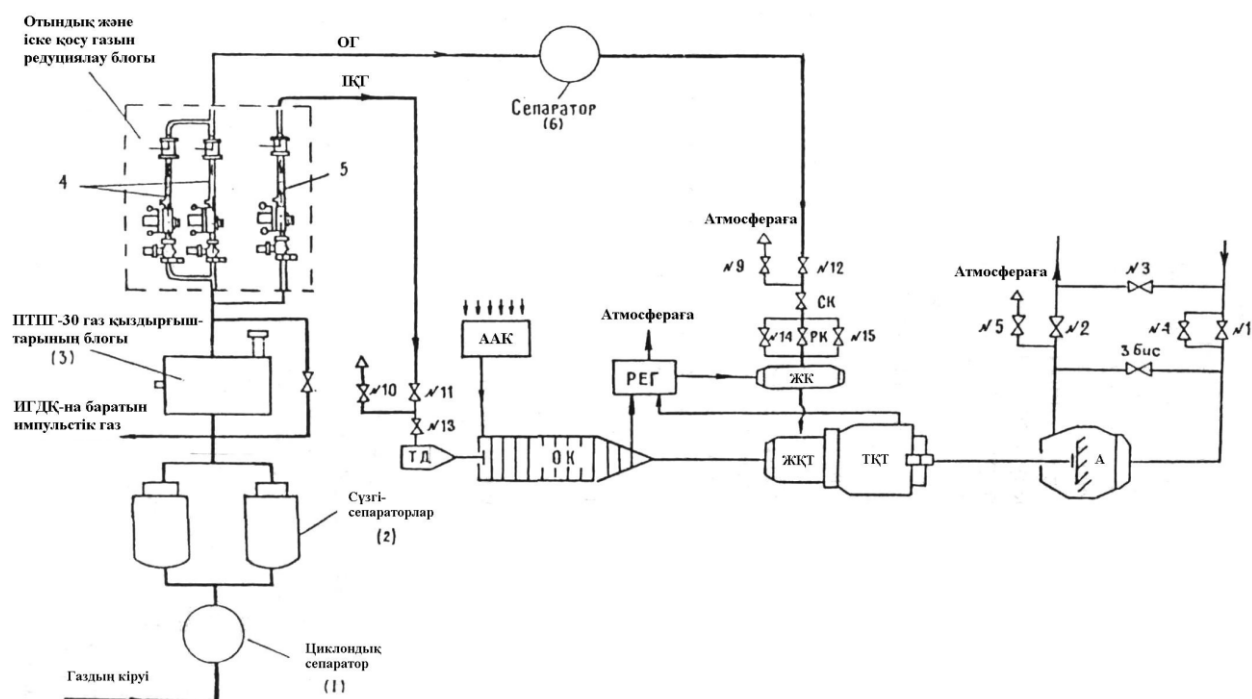 Отындық және
іске қосу газын
редуциялау блогы
ОГ
ІҚГ
Сепаратор
(6)
4
5
Атмосфераға
№9
№12
СК
№14
РК
№15
ЖК
Атмосфераға
№3
№5
№2
№4
№1
3 бис
ААК
Атмосфераға
РЕГ
ПТПГ-30 газ қыздырғыш-
тарының блогы
(3)
ИГДҚ-на баратын
импульстік газ
№10
№11
№13
ТД
ОК
ЖҚТ
ТҚТ
А
Сүзгі-
сепараторлар
(2)
Циклондық
сепаратор
(1)
Газдың кіруі